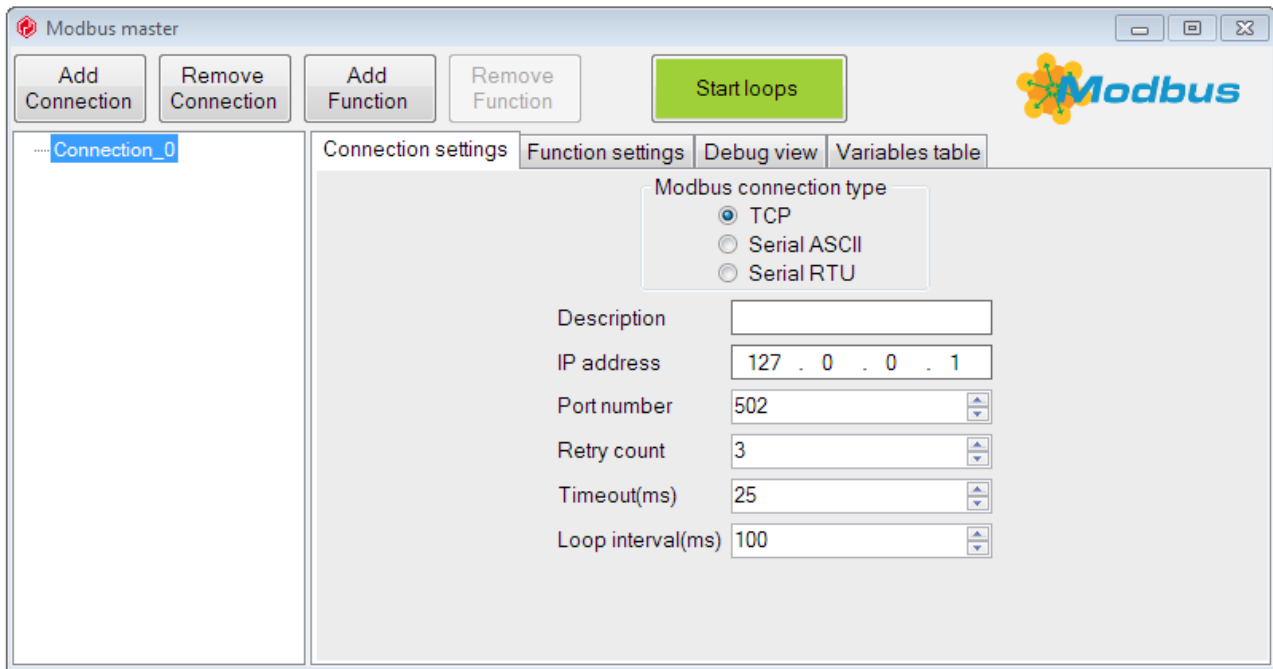 Modbus master
Add Connection
Remove Connection
Add Function
Remove Function
Start loops
Modbus
Connection_0
Connection settings Function settings Debug view Variables table
Modbus connection type
TCP
Serial ASCII
Serial RTU
Description
IP address 127 . 0 . 0 . 1
Port number 502
Retry count 3
Timeout(ms) 25
Loop interval(ms) 100